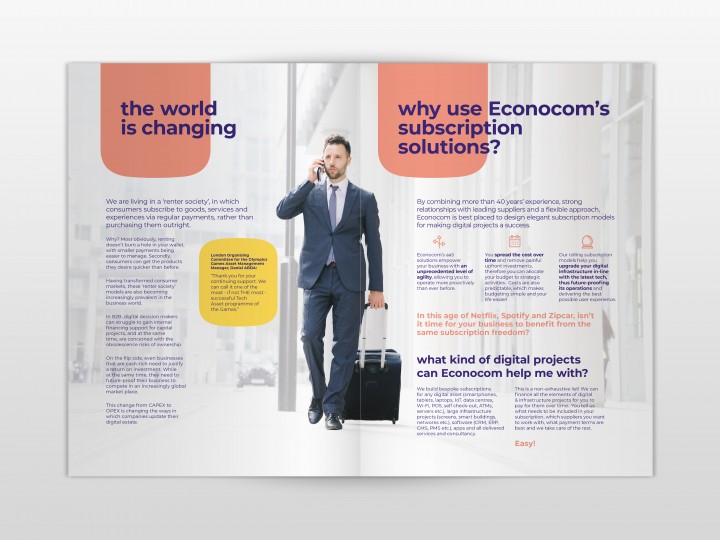 the world
is changing
We are living in a 'renter society', in which
consumers subscribe to goods, services and
experiences via regular payments, rather than
purchasing them outright.
Why? Most obviously, renting
doesn't burn a hole in your wallet,
with smaller payments being
easier to manage. Secondly,
consumers can get the products
they desire quicker than before.
Having transformed consumer
markets, these 'renter society'
models are also becoming
increasingly prevalent in the
business world.
In B2B, digital decision makers
can struggle to gain internal
financing support for capital
projects, and at the same
time, are concerned with the
obsolescence risks of ownership.
On the flip side, even businesses
that are cash-rich need to justify
a return on investment. While
at the same time, they need to
future-proof their business to
compete in an increasingly global
market place.
This change from CAPEX to
OPEX is changing the ways in
which companies update their
digital estate.
London Organising
Committee for the Olympics
Games Asset Management
Manager, Daniel
"Thank you for your
continuing support. We
can call it one of the
most - if not THE most -
successful Tech
Asset programme of
the Games."
why use Econocom's
subscription
solutions?
By combining more than 40 years' experience, strong
relationships with leading suppliers and a flexible approach,
Econocom is best placed to design elegant subscription models
for making digital projects a success.
Econocom's aaS
solutions empower
your business with an
unprecedented level of
agility, allowing you to
operate more proactively
than ever before.
You spread the cost over
time and remove painful
upfront investments,
therefore you can allocate
your budget to strategic
activities. Costs are also
predictable, which makes
budgeting simple and your
life easier!
Our rolling subscription
models help you
upgrade your digital
infrastructure in-line
with the latest tech,
thus future proofing
its operations and
delivering the best
possible user experience.
In this age of Netflix, Spotify and Zipcar, isn't
it time for your business to benefit from the
same subscription freedom?
what kind of digital projects
can Econocom help me with?
We build bespoke subscriptions
for any digital asset (smartphones,
tablets, laptops, IoT, data centres,
Wi-Fi, POS, self check-out, ATMs,
servers etc.), large infrastructure
projects (screens, smart buildings,
networks etc.), software (CRM, ERP,
CMS, PMS etc.), apps and all delivered
services and consultancy.
This is a non-exhaustive list! We can
finance all the elements of digital
& infrastructure projects for you to
pay for them over time. You tell us
what needs to be included in your
subscription, which suppliers you want
to work with, what payment terms are
best and we take care of the rest.
Easy!